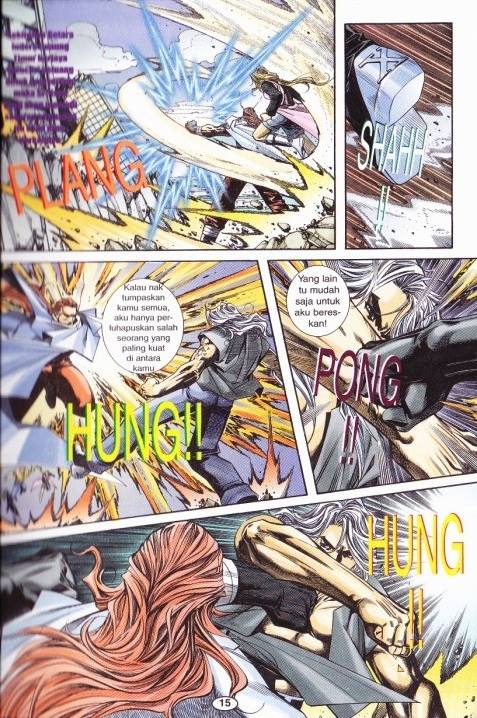 PLANG
SHAHH
!!
Kalau nak
tumpaskan
kamu semua,
aku hanya per-
luhapuskan salah
seorang yang
paling kuat
di antara
kamu
HUNG!!
Yang lain
tu mudah
saja untuk
aku beres-
kan!
PONG
!!
HUNG
!!
15